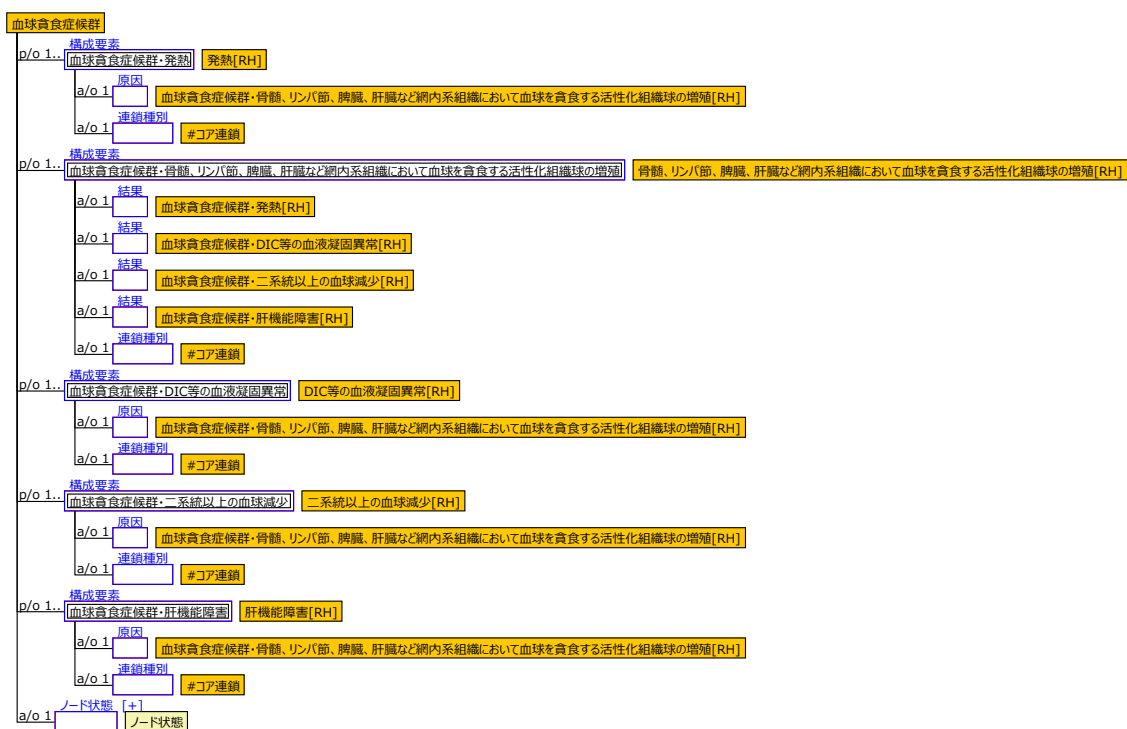 血球貪食症候群
構成要素
p/o 1.. 血球貪食症候群・発熱 発熱[RH]
原因
a/o 1 血球貪食症候群・骨髄、リンパ節、脾臓、肝臓など網内系組織において血球を貪食する活性化組織球の増殖[RH]
連鎖種別
a/o 1 #コア連鎖
構成要素
p/o 1.. 血球貪食症候群・骨髄、リンパ節、脾臓、肝臓など網内系組織において血球を貪食する活性化組織球の増殖 骨髄、リンパ節、脾臓、肝臓など網内系組織において血球を貪食する活性化組織球の増殖[RH]
結果
a/o 1 血球貪食症候群・発熱[RH]
結果
a/o 1 血球貪食症候群・DIC等の血液凝固異常[RH]
結果
a/o 1 血球貪食症候群・二系統以上の血球減少[RH]
結果
a/o 1 血球貪食症候群・肝機能障害[RH]
連鎖種別
a/o 1 #コア連鎖
構成要素
p/o 1.. 血球貪食症候群・DIC等の血液凝固異常 DIC等の血液凝固異常[RH]
原因
a/o 1 血球貪食症候群・骨髄、リンパ節、脾臓、肝臓など網内系組織において血球を貪食する活性化組織球の増殖[RH]
連鎖種別
a/o 1 #コア連鎖
構成要素
p/o 1.. 血球貪食症候群・二系統以上の血球減少 二系統以上の血球減少[RH]
原因
a/o 1 血球貪食症候群・骨髄、リンパ節、脾臓、肝臓など網内系組織において血球を貪食する活性化組織球の増殖[RH]
連鎖種別
a/o 1 #コア連鎖
構成要素
p/o 1.. 血球貪食症候群・肝機能障害 肝機能障害[RH]
原因
a/o 1 血球貪食症候群・骨髄、リンパ節、脾臓、肝臓など網内系組織において血球を貪食する活性化組織球の増殖[RH]
連鎖種別
a/o 1 #コア連鎖
ノード状態 [+]
a/o 1 ノード状態